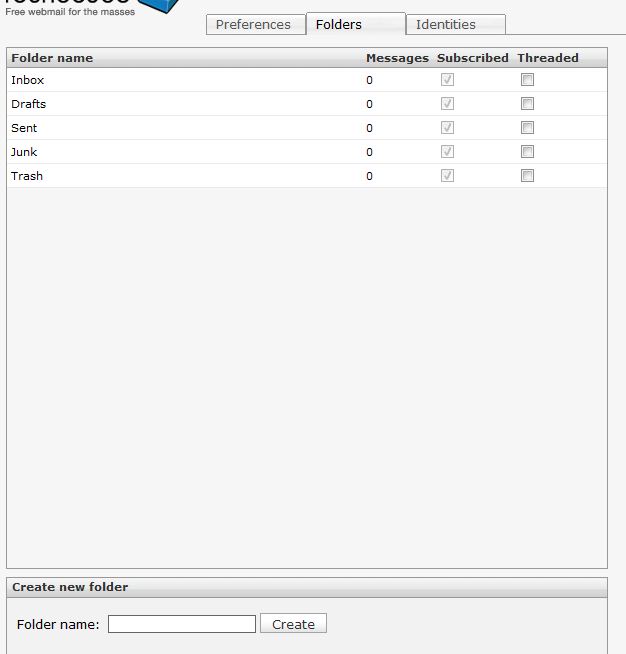 Free webmail for the masses
Preferences Folders Identities
Folder name Messages Subscribed Threaded
Inbox 0
Drafts 0
Sent 0
Junk 0
Trash 0
Create new folder
Folder name: Create